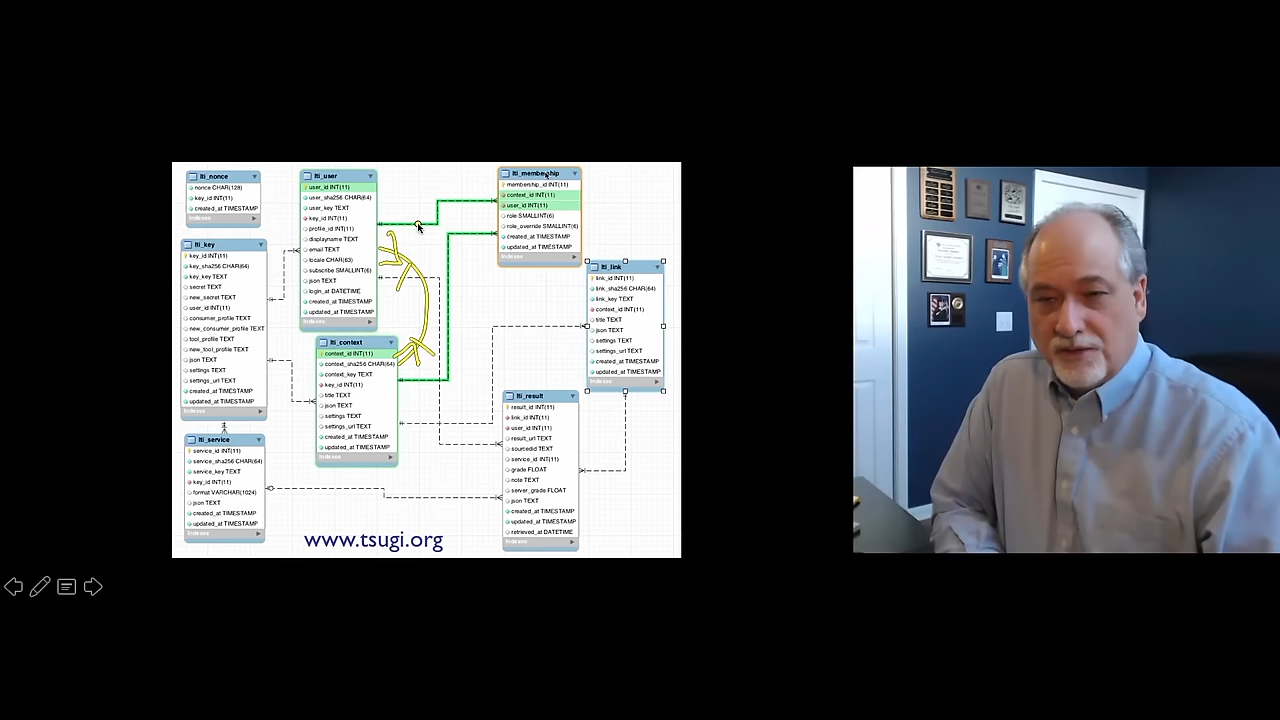 lti_nonce
nonce CHAR(128)
key_id INT(11)
created_at TIMESTAMP
Indexes
lti_user
user_id INT(11)
user_sha256 CHAR(64)
user_key TEXT
key_id INT(11)
profile_id INT(11)
displayname TEXT
email TEXT
locale CHAR(63)
subscribe SMALLINT(6)
json TEXT
login_at DATETIME
created_at TIMESTAMP
updated_at TIMESTAMP
Indexes
lti_membership
membership_id INT(11)
context_id INT(11)
user_id INT(11)
role SMALLINT(6)
role_override SMALLINT(6)
created_at TIMESTAMP
updated_at TIMESTAMP
Indexes
lti_key
key_id INT(11)
key_sha256 CHAR(64)
key_key TEXT
secret TEXT
new_secret TEXT
user_id INT(11)
consumer_profile TEXT
new_consumer_profile TEXT
tool_profile TEXT
new_tool_profile TEXT
json TEXT
settings TEXT
settings_url TEXT
created_at TIMESTAMP
updated_at TIMESTAMP
Indexes
lti_link
link_id INT(11)
link_sha256 CHAR(64)
link_key TEXT
context_id INT(11)
title TEXT
json TEXT
settings TEXT
settings_url TEXT
created_at TIMESTAMP
updated_at TIMESTAMP
Indexes
lti_context
context_id INT(11)
context_sha256 CHAR(64)
context_key TEXT
key_id INT(11)
title TEXT
json TEXT
settings TEXT
settings_url TEXT
created_at TIMESTAMP
updated_at TIMESTAMP
Indexes
lti_result
result_id INT(11)
link_id INT(11)
user_id INT(11)
result_url TEXT
sourcedid TEXT
service_id INT(11)
grade FLOAT
note TEXT
server_grade FLOAT
json TEXT
created_at TIMESTAMP
updated_at TIMESTAMP
retrieved_at DATETIME
Indexes
lti_service
service_id INT(11)
service_sha256 CHAR(64)
service_key TEXT
key_id INT(11)
format VARCHAR(1024)
json TEXT
created_at TIMESTAMP
updated_at TIMESTAMP
Indexes
www.tsugi.org